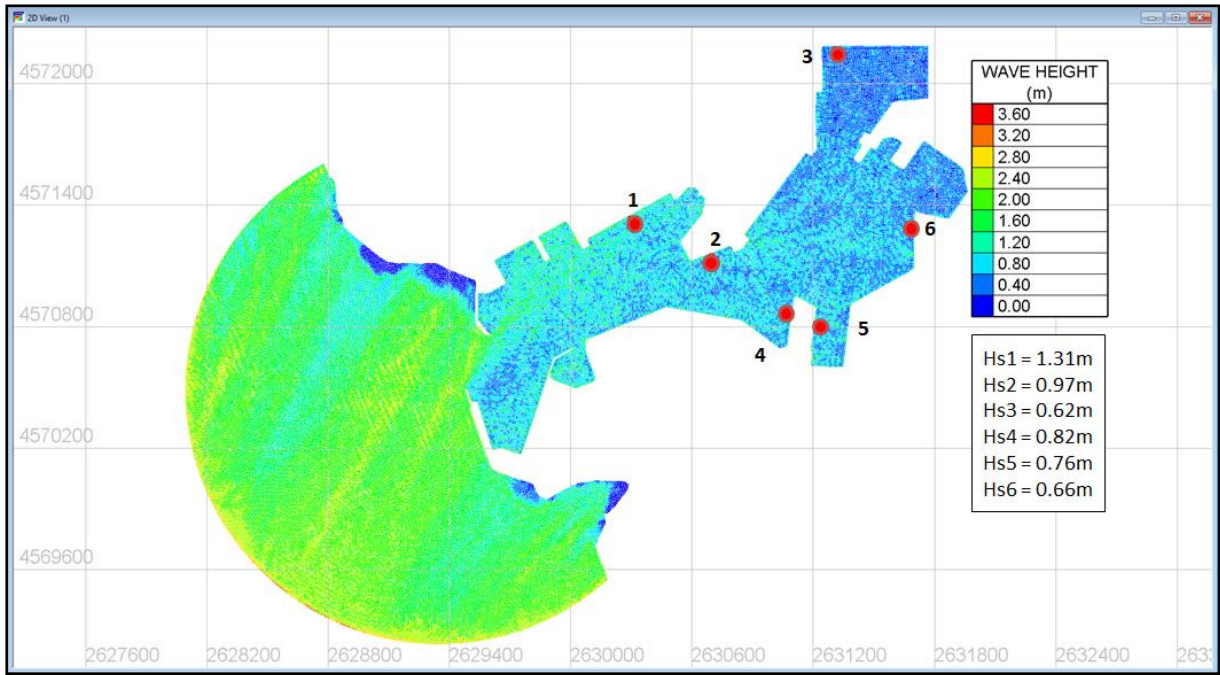 2D View (1)
4572000
4571400
4570800
4570200
4569600
2627600 2628200 2628800 2629400 2630000 2630600 2631200 2631800 2632400 263
1
2
3
4
5
6
WAVE HEIGHT
(m)
3.60
3.20
2.80
2.40
2.00
1.60
1.20
0.80
0.40
0.00
Hs1 = 1.31m
Hs2 = 0.97m
Hs3 = 0.62m
Hs4 = 0.82m
Hs5 = 0.76m
Hs6 = 0.66m